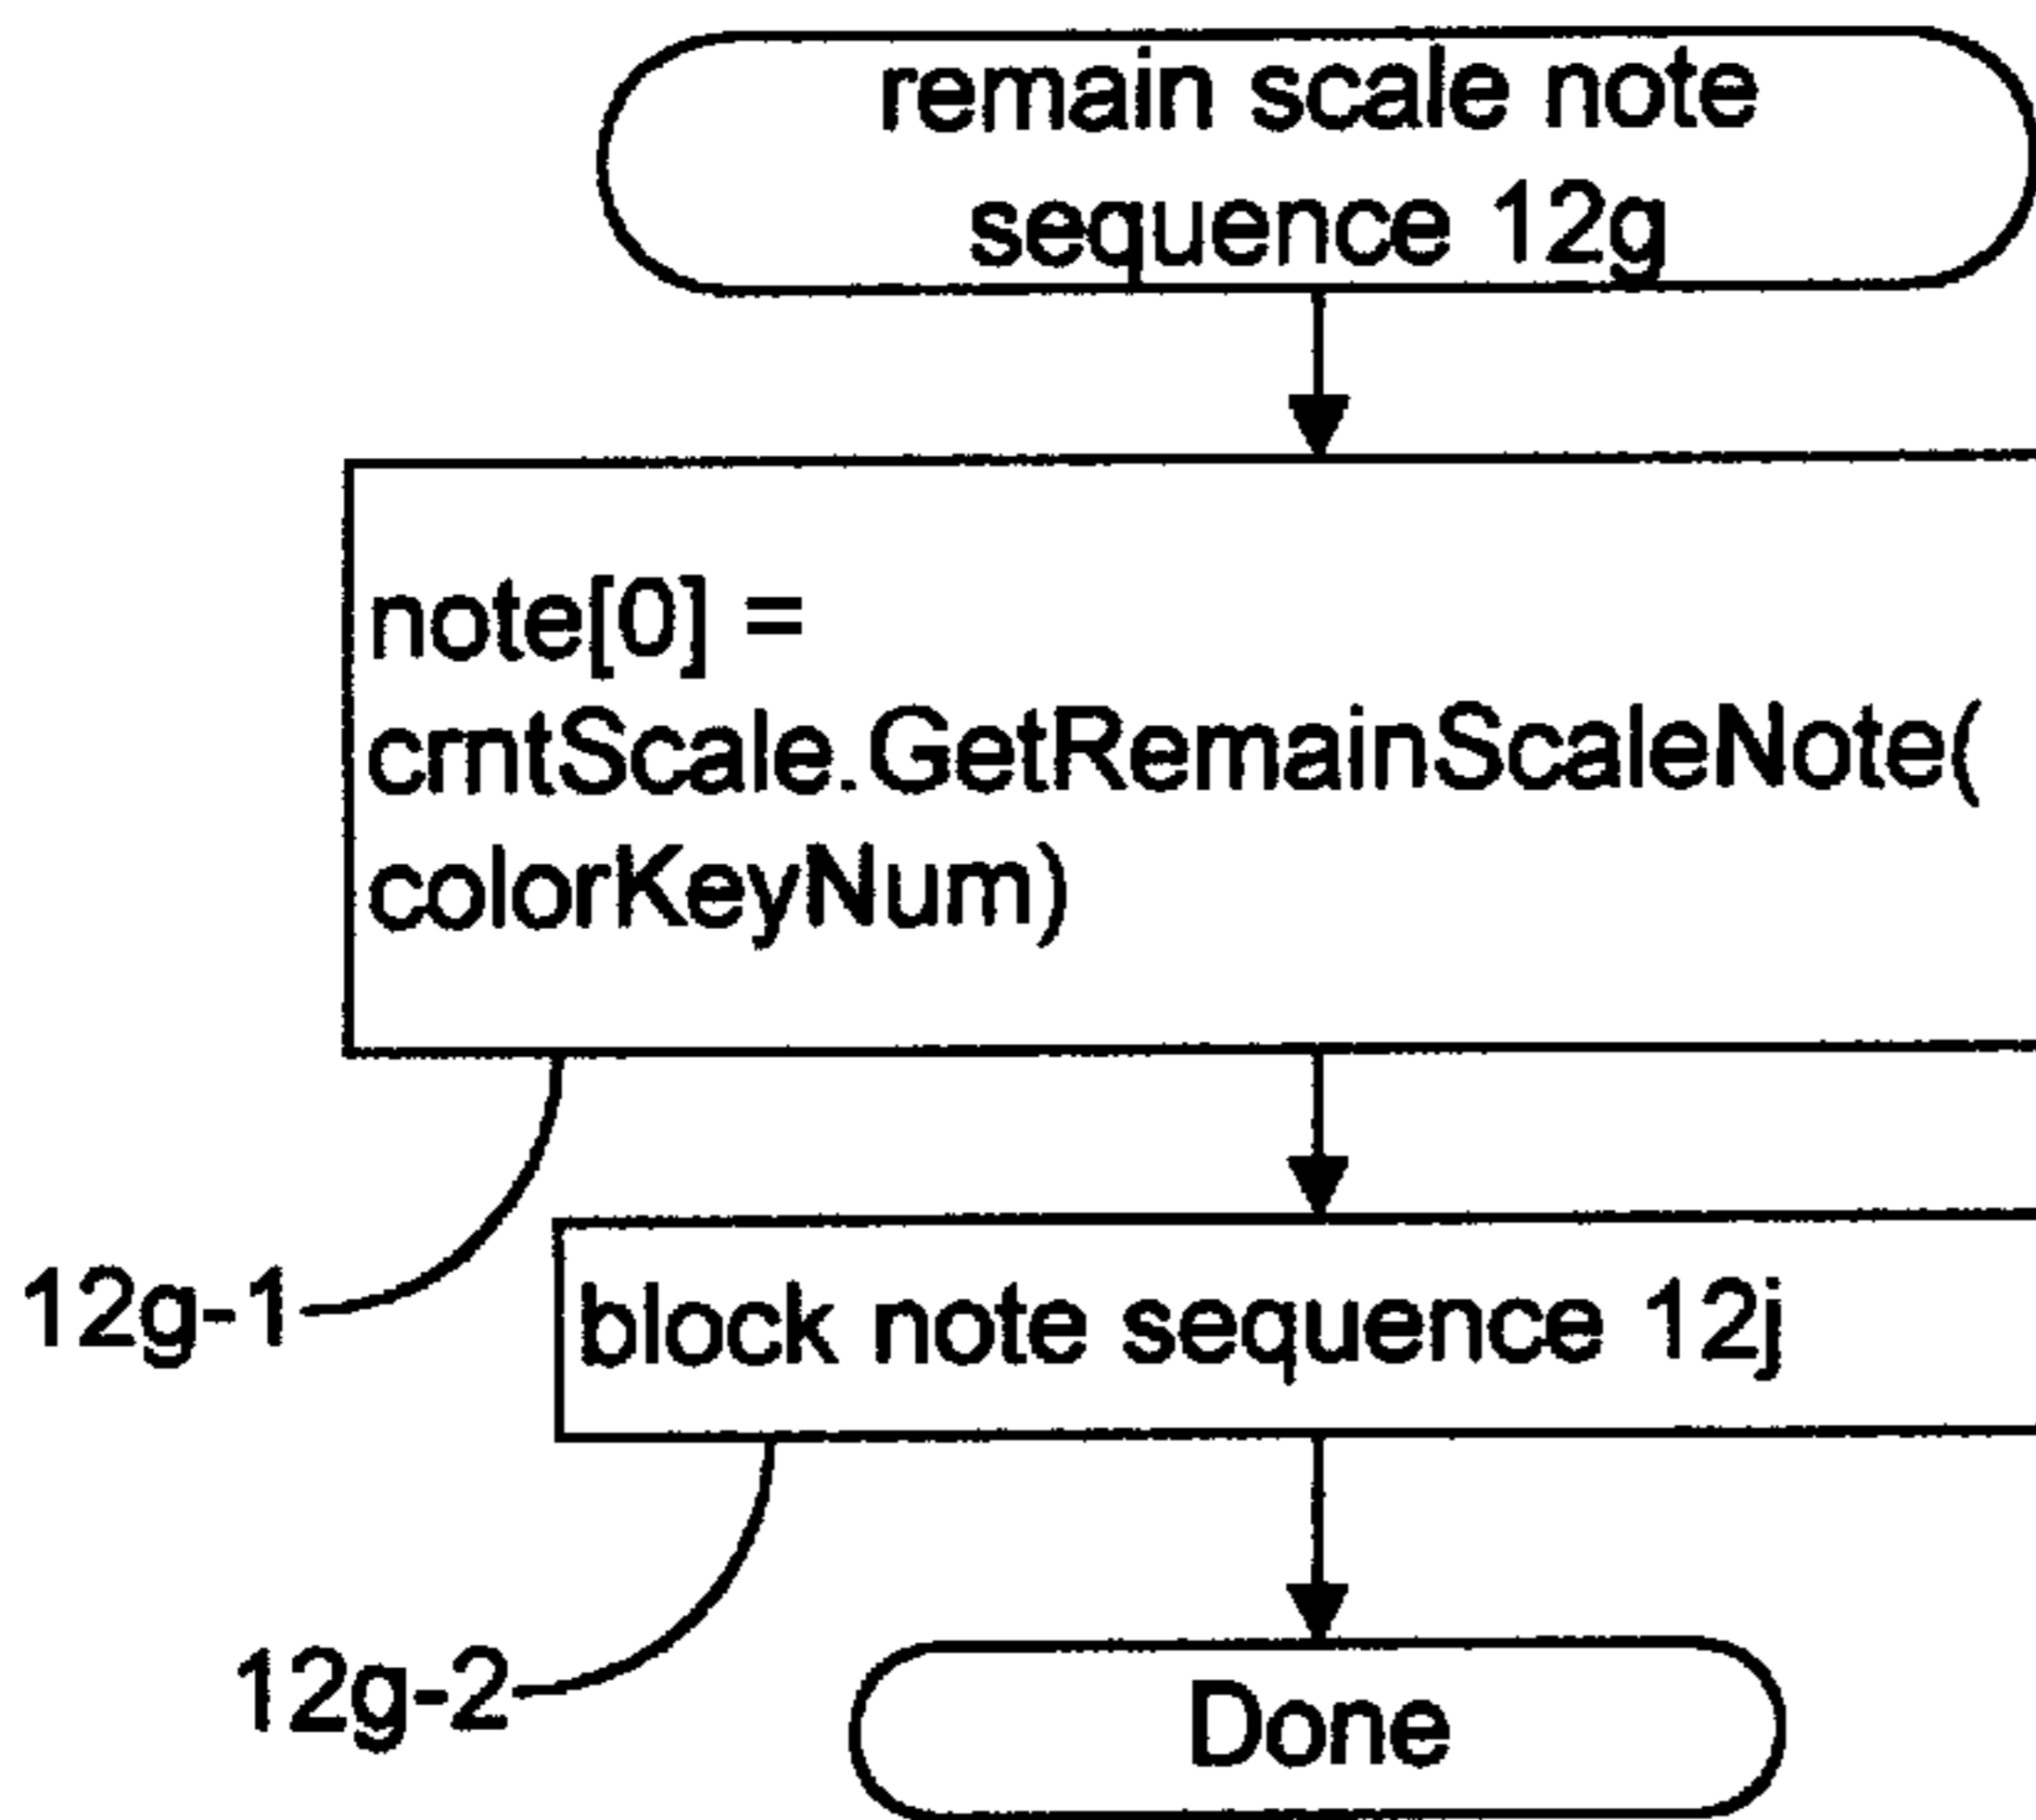 remain scale note
sequence 12g
note[0] =
crntScale.GetRemainScaleNote(
colorKeyNum)
12g-1
block note sequence 12j
12g-2
Done